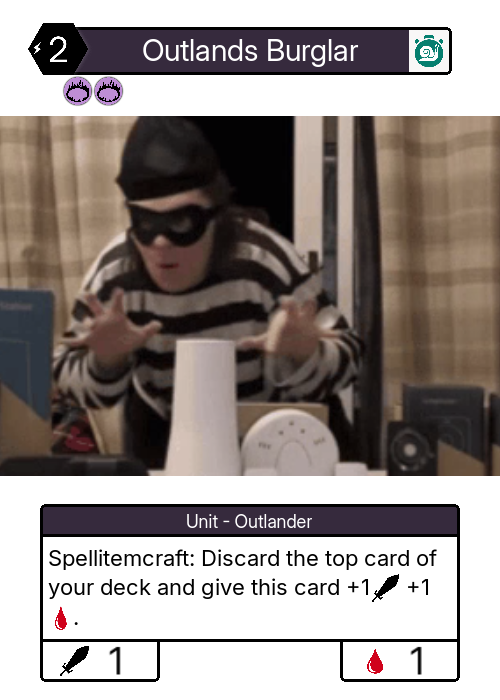 2
Outlands Burglar
Unit - Outlander
Spellitemcraft: Discard the top card of
your deck and give this card +1 +1
.
1
1